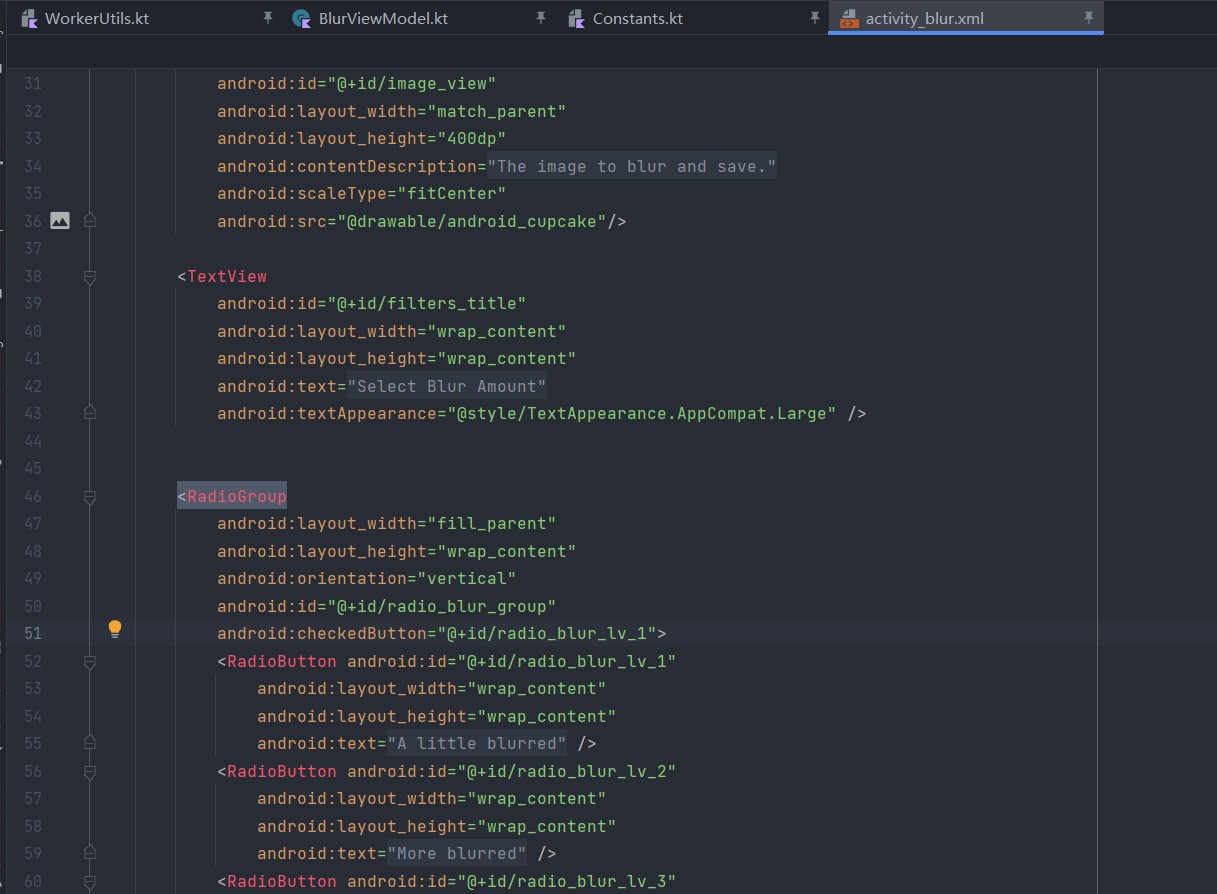 WorkerUtils.kt BlurViewModel.kt Constants.kt activity_blur.xml
31 android:id="@+id/image_view"
32 android:layout_width="match_parent"
33 android:layout_height="400dp"
34 android:contentDescription="The image to blur and save."
35 android:scaleType="fitCenter"
36 android:src="@drawable/android_cupcake"/>
37
38 <TextView
39 android:id="@+id/filters_title"
40 android:layout_width="wrap_content"
41 android:layout_height="wrap_content"
42 android:text="Select Blur Amount"
43 android:textAppearance="@style/TextAppearance.AppCompat.Large" />
44
45
46 <RadioGroup
47 android:layout_width="fill_parent"
48 android:layout_height="wrap_content"
49 android:orientation="vertical"
50 android:id="@+id/radio_blur_group"
51 android:checkedButton="@+id/radio_blur_lv_1">
52 <RadioButton android:id="@+id/radio_blur_lv_1"
53 android:layout_width="wrap_content"
54 android:layout_height="wrap_content"
55 android:text="A little blurred" />
56 <RadioButton android:id="@+id/radio_blur_lv_2"
57 android:layout_width="wrap_content"
58 android:layout_height="wrap_content"
59 android:text="More blurred" />
60 <RadioButton android:id="@+id/radio_blur_lv_3"